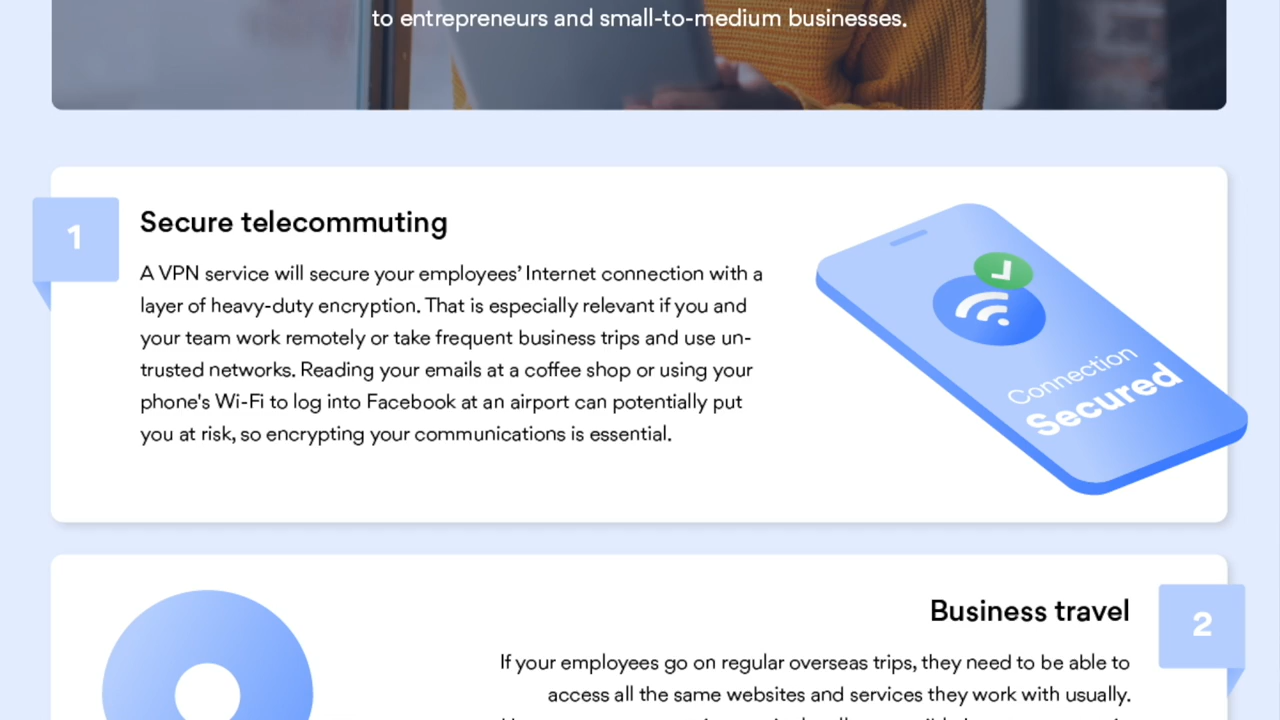 to entrepreneurs and small-to-medium businesses.
1
Secure telecommuting
A VPN service will secure your employees’ Internet connection with a
layer of heavy-duty encryption. That is especially relevant if you and
your team work remotely or take frequent business trips and use un-
trusted networks. Reading your emails at a coffee shop or using your
phone's Wi-Fi to log into Facebook at an airport can potentially put
you at risk, so encrypting your communications is essential.
Connection
Secured
Business travel
2
If your employees go on regular overseas trips, they need to be able to
access all the same websites and services they work with usually.